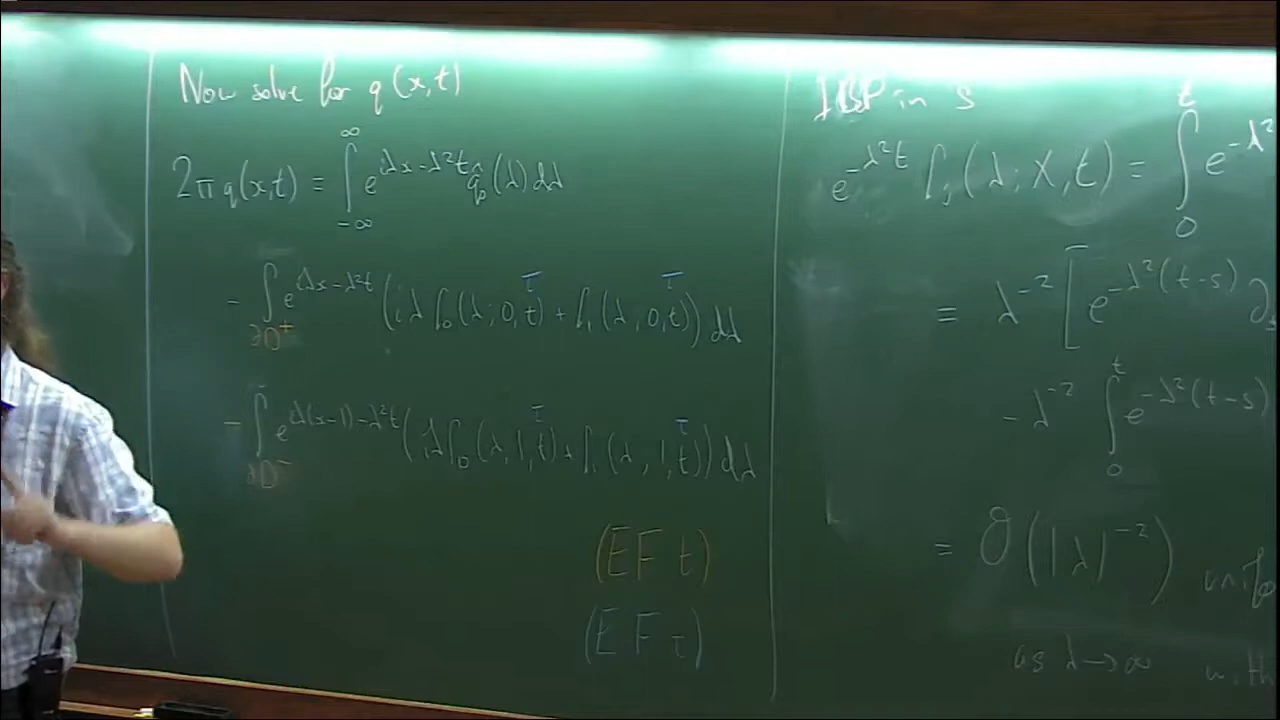 Now solve for q(x,t)
2π q(x,t) = ∫_{-∞}^{∞} e^{iλx-λ²t} q̂₀(λ) dλ
- ∫_{∂D⁺} e^{iλx-λ²t} (iλ f₀(λ; 0, t) + f₁(λ, 0, t)) dλ
τ τ
- ∫_{∂D⁻} e^{iλ(x-1)-λ²t} (iλ f₀(λ, 1, t) + f₁(λ, 1, t)) dλ
τ τ
(EF t)
(EF τ)
IBP in s
e^{-λ²t} f_j(λ; X, t) = ∫_0^t e^{-λ²
= λ^{-2} [e^{-λ²(t-s)} ∂
- λ^{-2} ∫_0^t e^{-λ²(t-s)}
= O(|λ|^{-2})
as λ→∞